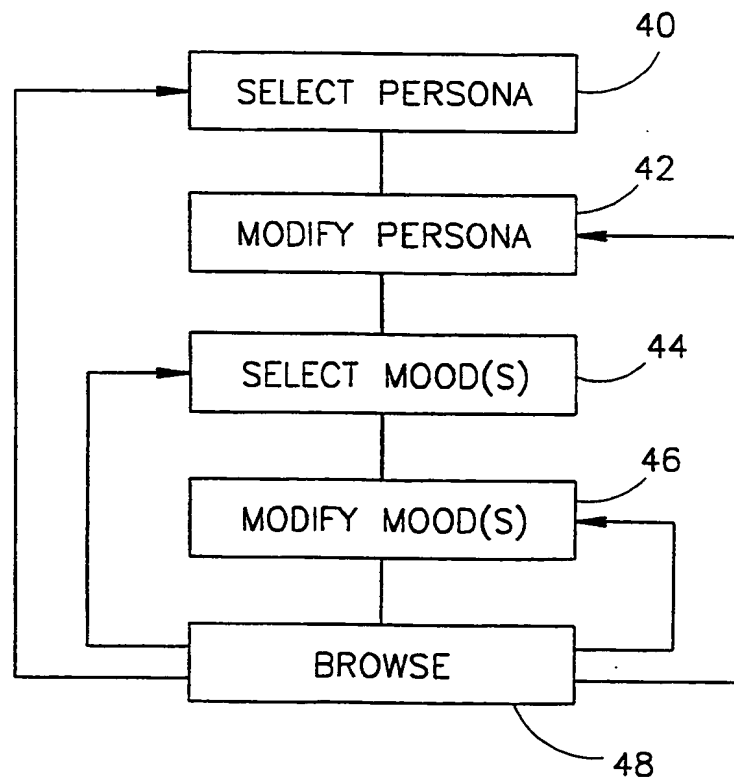 40
SELECT PERSONA
42
MODIFY PERSONA
SELECT MOOD(S)
44
46
MODIFY MOOD(S)
BROWSE
48